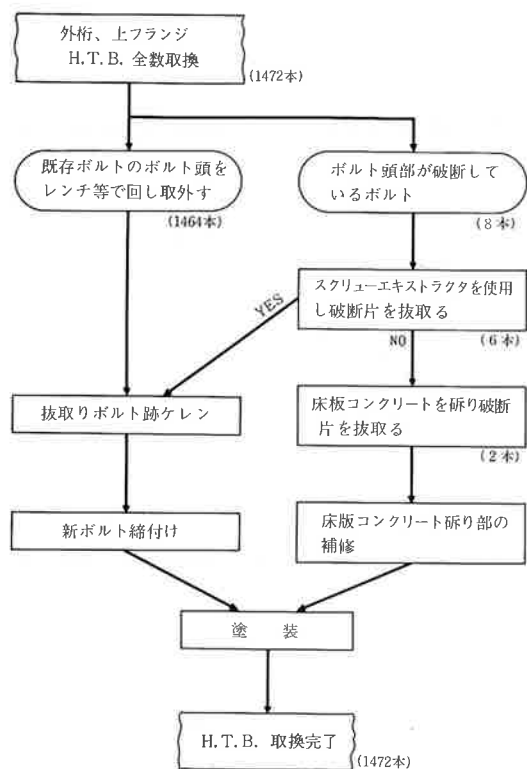 外桁、上フランジ
H.T.B. 全数取換
(1472本)
既存ボルトのボルト頭を
レンチ等で回し取外す
(1464本)
ボルト頭部が破断して
いるボルト
(8本)
スクリューエキストラクタを使用
し破断片を抜取る
(6本)
YES
NO
抜取りボルト跡ケレン
床板コンクリートを斫り破断
片を抜取る
(2本)
新ボルト締付け
床版コンクリート斫り部の
補修
塗 装
H.T.B. 取換完了
(1472本)